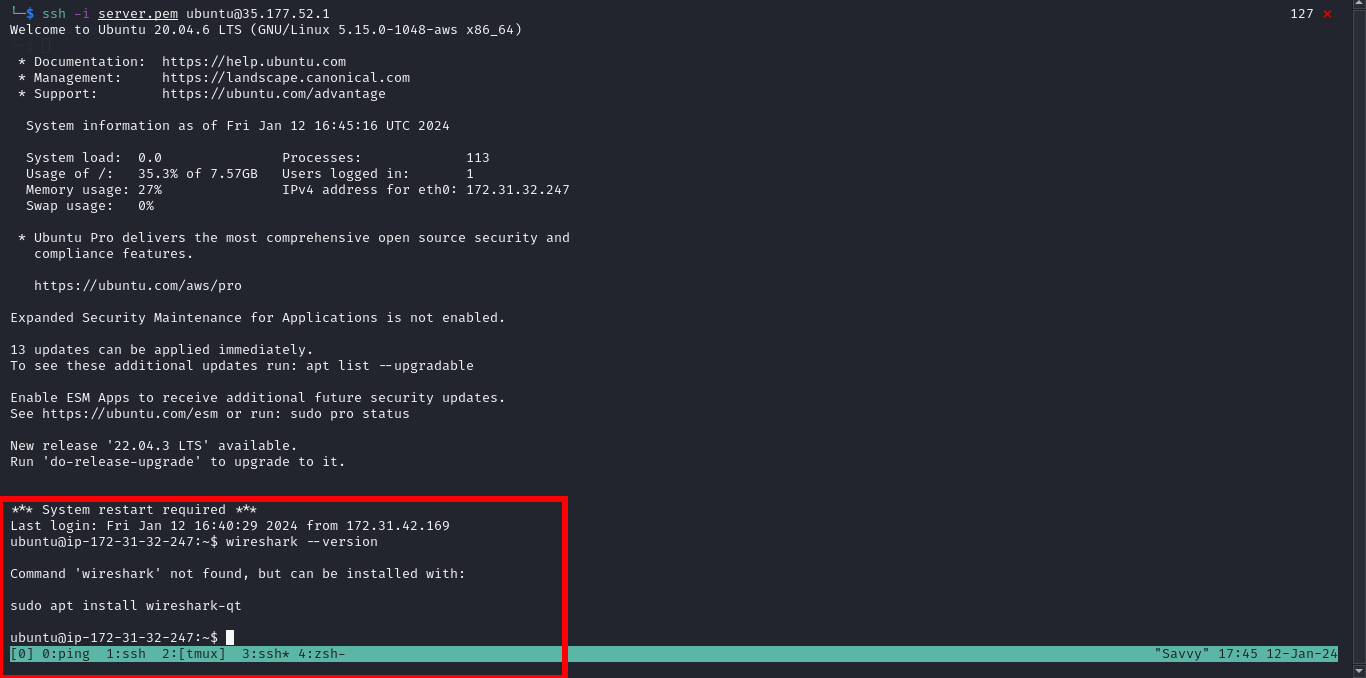 └─$ ssh -i server.pem ubuntu@35.177.52.1 127 ×
Welcome to Ubuntu 20.04.6 LTS (GNU/Linux 5.15.0-1048-aws x86_64)
 * Documentation:  https://help.ubuntu.com
 * Management:     https://landscape.canonical.com
 * Support:        https://ubuntu.com/advantage
  System information as of Fri Jan 12 16:45:16 UTC 2024
  System load:  0.0               Processes:             113
  Usage of /:   35.3% of 7.57GB   Users logged in:       1
  Memory usage: 27%               IPv4 address for eth0: 172.31.32.247
  Swap usage:   0%
 * Ubuntu Pro delivers the most comprehensive open source security and
   compliance features.
   https://ubuntu.com/aws/pro
Expanded Security Maintenance for Applications is not enabled.
13 updates can be applied immediately.
To see these additional updates run: apt list --upgradable
Enable ESM Apps to receive additional future security updates.
See https://ubuntu.com/esm or run: sudo pro status
New release '22.04.3 LTS' available.
Run 'do-release-upgrade' to upgrade to it.
*** System restart required ***
Last login: Fri Jan 12 16:40:29 2024 from 172.31.42.169
ubuntu@ip-172-31-32-247:~$ wireshark --version
Command 'wireshark' not found, but can be installed with:
sudo apt install wireshark-qt
ubuntu@ip-172-31-32-247:~$
[0] 0:ping  1:ssh  2:[tmux]  3:ssh* 4:zsh- "Savvy" 17:45 12-Jan-24